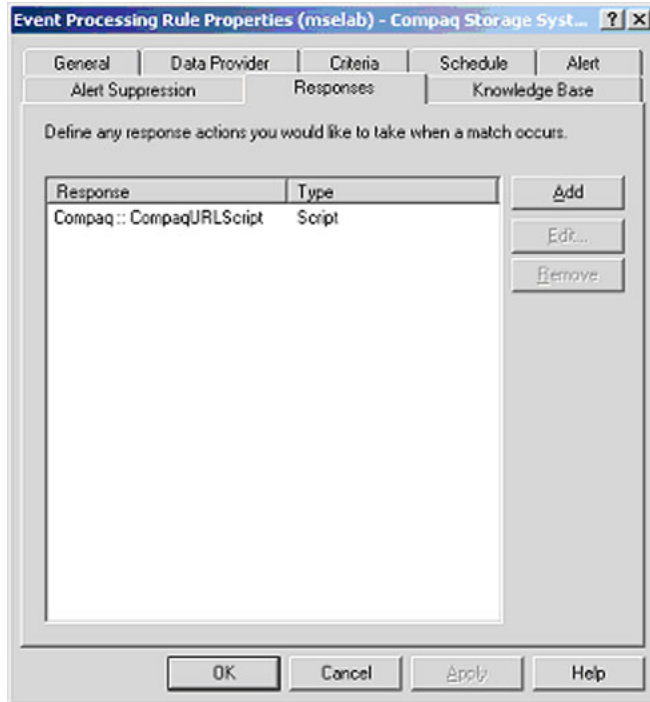 Event Processing Rule Properties (mselab) - Compaq Storage Syst...
General Data Provider Criteria Schedule Alert
Alert Suppression Responses Knowledge Base
Define any response actions you would like to take when a match occurs.
Response Type Add
Compaq :: CompaqURLScript Script
Edit...
Remove
OK Cancel Apply Help